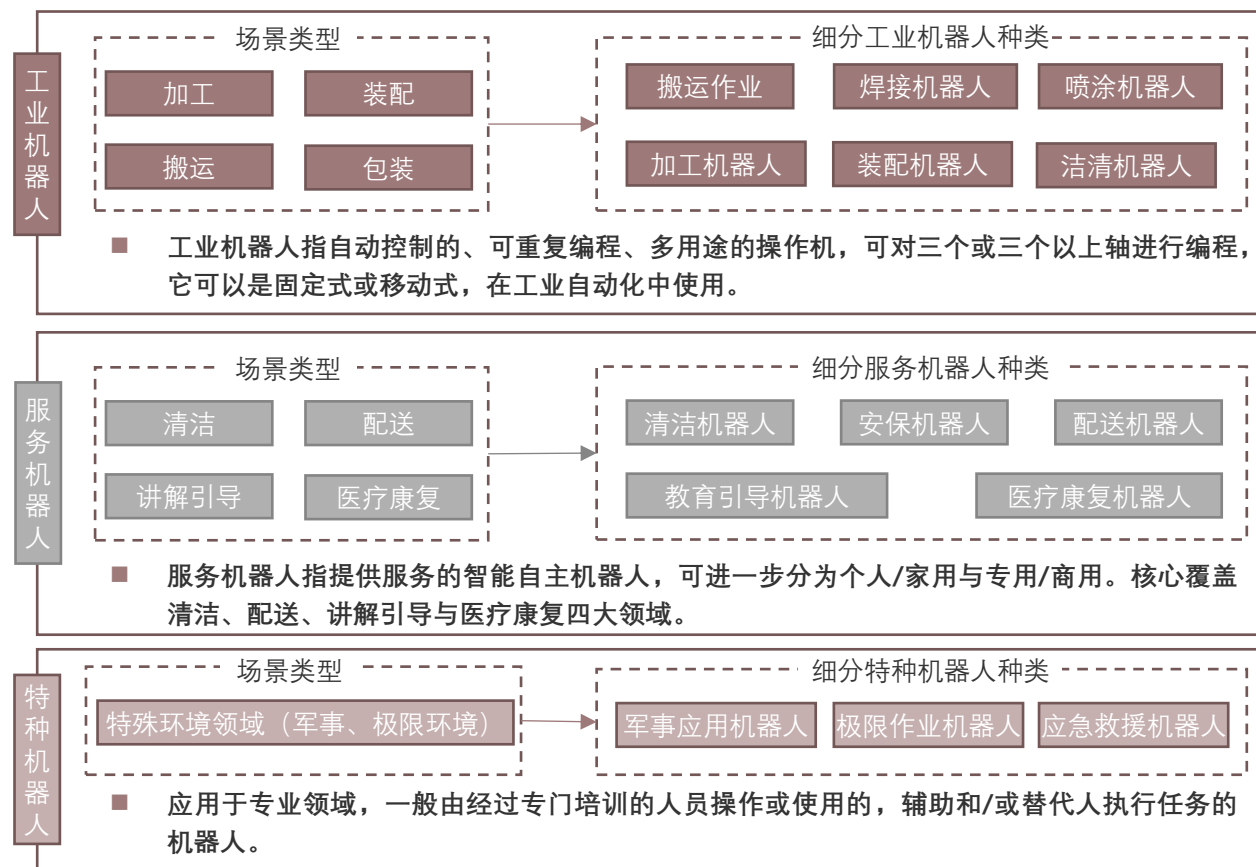 工业机器人
场景类型
加工 装配
搬运 包装
细分工业机器人种类
搬运作业 焊接机器人 喷涂机器人
加工机器人 装配机器人 洁清机器人
■ 工业机器人指自动控制的、可重复编程、多用途的操作机，可对三个或三个以上轴进行编程，
它可以是固定式或移动式，在工业自动化中使用。
服务机器人
场景类型
清洁 配送
讲解引导 医疗康复
细分服务机器人种类
清洁机器人 安保机器人 配送机器人
教育引导机器人 医疗康复机器人
■ 服务机器人指提供服务的智能自主机器人，可进一步分为个人/家用与专用/商用。核心覆盖
清洁、配送、讲解引导与医疗康复四大领域。
特种机器人
场景类型
特殊环境领域（军事、极限环境）
细分特种机器人种类
军事应用机器人 极限作业机器人 应急救援机器人
■ 应用于专业领域，一般由经过专门培训的人员操作或使用的，辅助和/或替代人执行任务的
机器人。